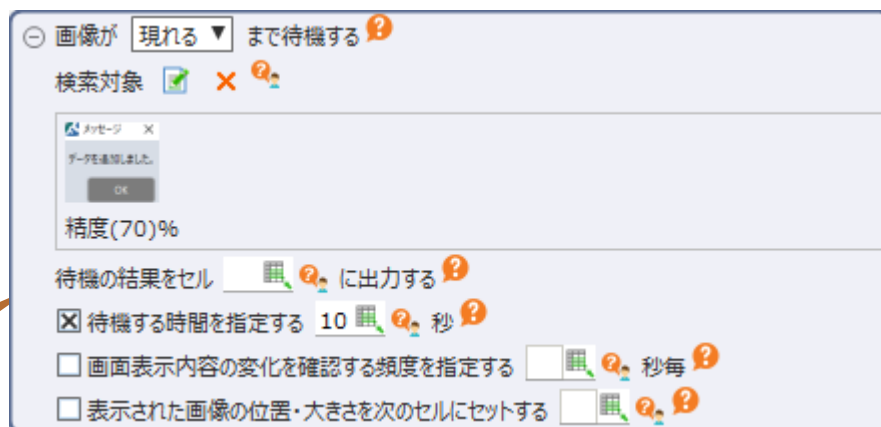 画像が 現れる ▼ まで待機する ?
検索対象
メッセージ ×
データを追加しました。
OK
精度(70)%
待機の結果をセル に出力する ?
待機する時間を指定する 10 秒 ?
画面表示内容の変化を確認する頻度を指定する 秒毎 ?
表示された画像の位置・大きさを次のセルにセットする ?